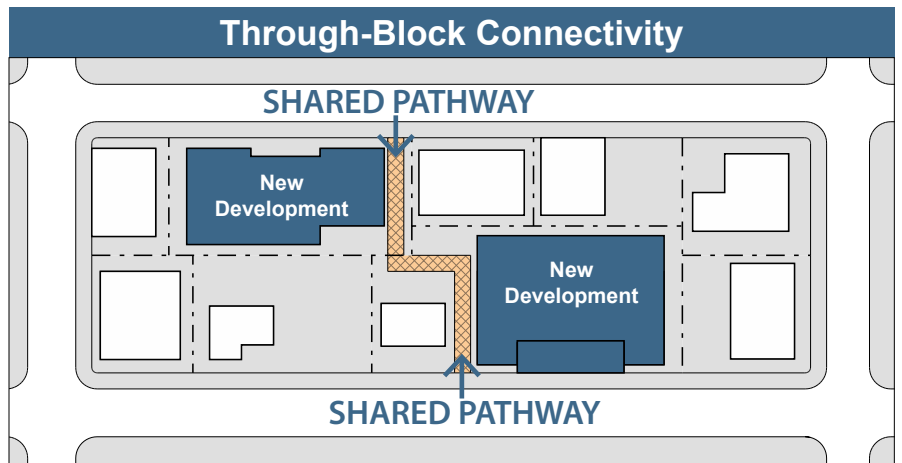 Through-Block Connectivity
SHARED PATHWAY
New
Development
New
Development
SHARED PATHWAY